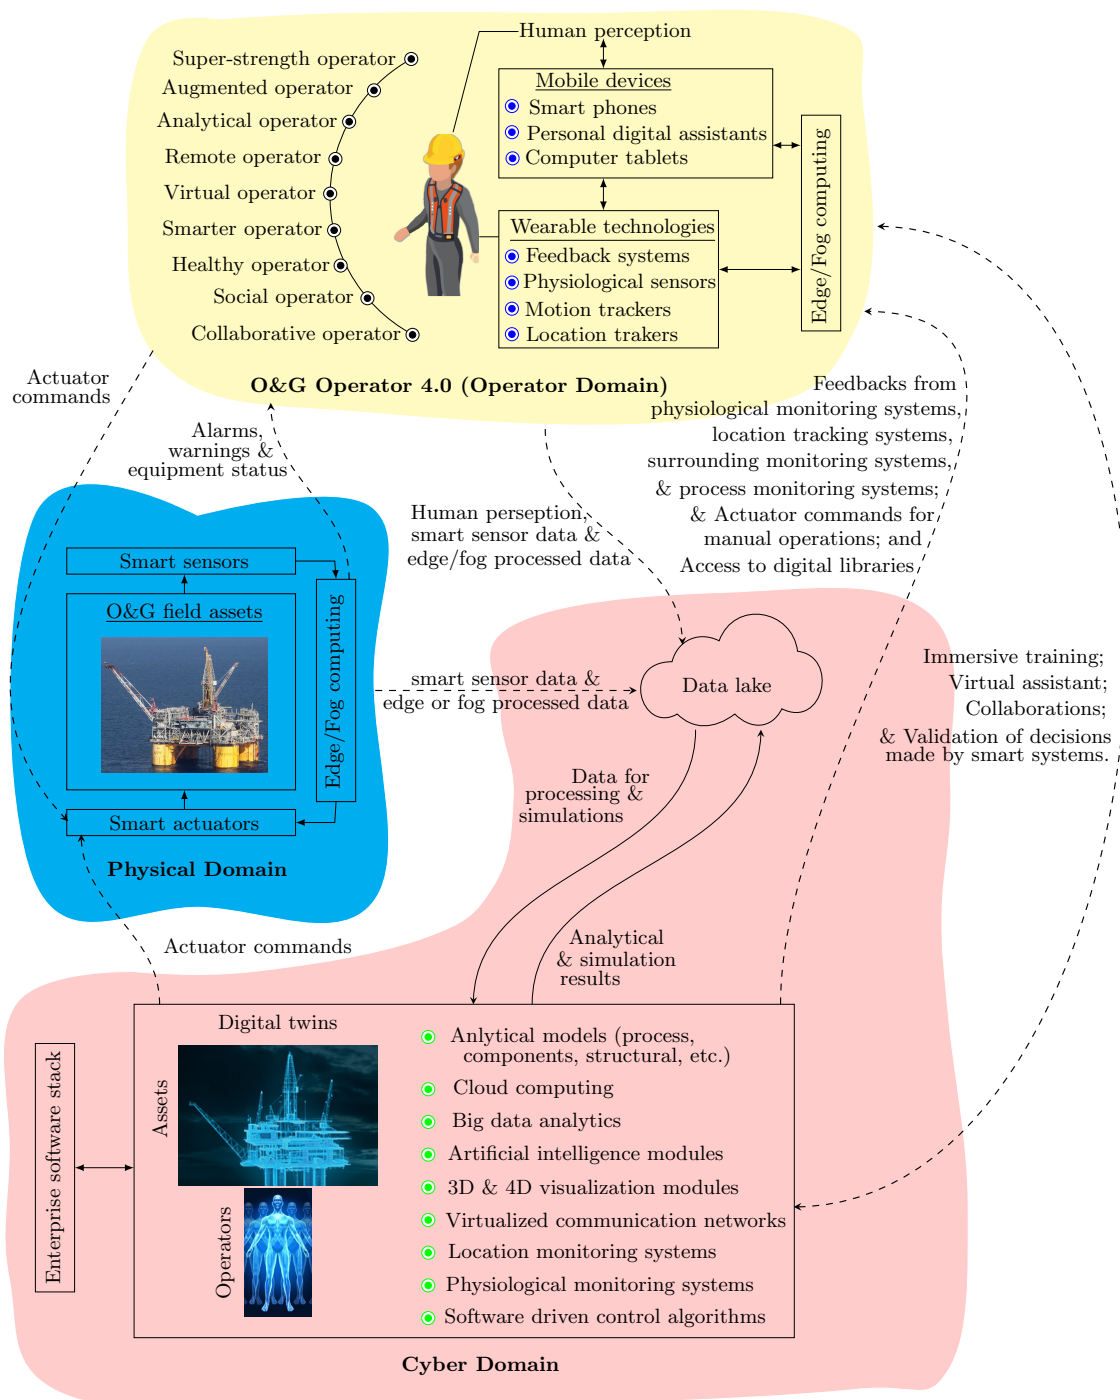 Human perception
Super-strength operator
Augmented operator
Analytical operator
Remote operator
Virtual operator
Smarter operator
Healthy operator
Social operator
Collaborative operator
Mobile devices
Smart phones
Personal digital assistants
Computer tablets
Wearable technologies
Feedback systems
Physiological sensors
Motion trackers
Location trakers
Edge/Fog computing
O&G Operator 4.0 (Operator Domain)
Actuator
commands
Alarms,
warnings &
equipment status
Human perseption,
smart sensor data &
edge/fog processed data
Feedbacks from
physiological monitoring systems,
location tracking systems,
surrounding monitoring systems,
& process monitoring systems;
& Actuator commands for
manual operations; and
Access to digital libraries
Smart sensors
O&G field assets
Edge/Fog computing
Smart actuators
Physical Domain
smart sensor data &
edge or fog processed data
Data lake
Immersive training;
Virtual assistant;
Collaborations;
& Validation of decisions
made by smart systems.
Data for
processing &
simulations
Analytical
& simulation
results
Actuator commands
Enterprise software stack
Digital twins
Assets
Operators
Anlytical models (process,
components, structural, etc.)
Cloud computing
Big data analytics
Artificial intelligence modules
3D & 4D visualization modules
Virtualized communication networks
Location monitoring systems
Physiological monitoring systems
Software driven control algorithms
Cyber Domain